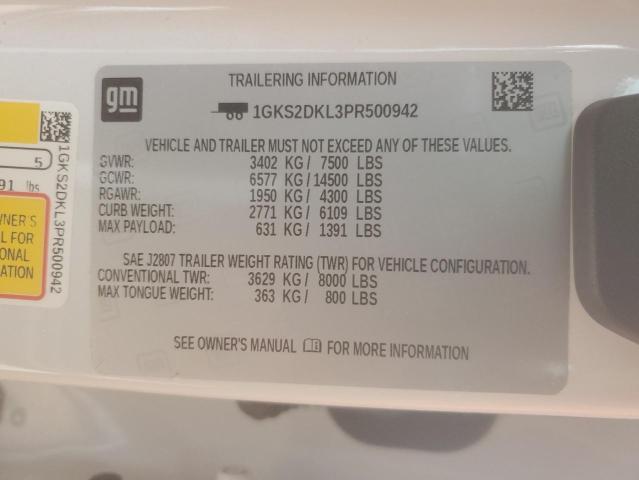 gm
TRAILERING INFORMATION
1GKS2DKL3PR500942
VEHICLE AND TRAILER MUST NOT EXCEED ANY OF THESE VALUES.
GVWR: 3402 KG/ 7500 LBS
GCWR: 6577 KG/14500 LBS
RGAWR: 1950 KG/ 4300 LBS
CURB WEIGHT: 2771 KG/ 6109 LBS
MAX PAYLOAD: 631 KG/ 1391 LBS
SAE J2807 TRAILER WEIGHT RATING (TWR) FOR VEHICLE CONFIGURATION.
CONVENTIONAL TWR: 3629 KG/ 8000 LBS
MAX TONGUE WEIGHT: 363 KG/ 800 LBS
SEE OWNER'S MANUAL FOR MORE INFORMATION
5
91 lbs
WNER'S
L FOR
ONAL
ATION
1GKS2DKL3PR500942